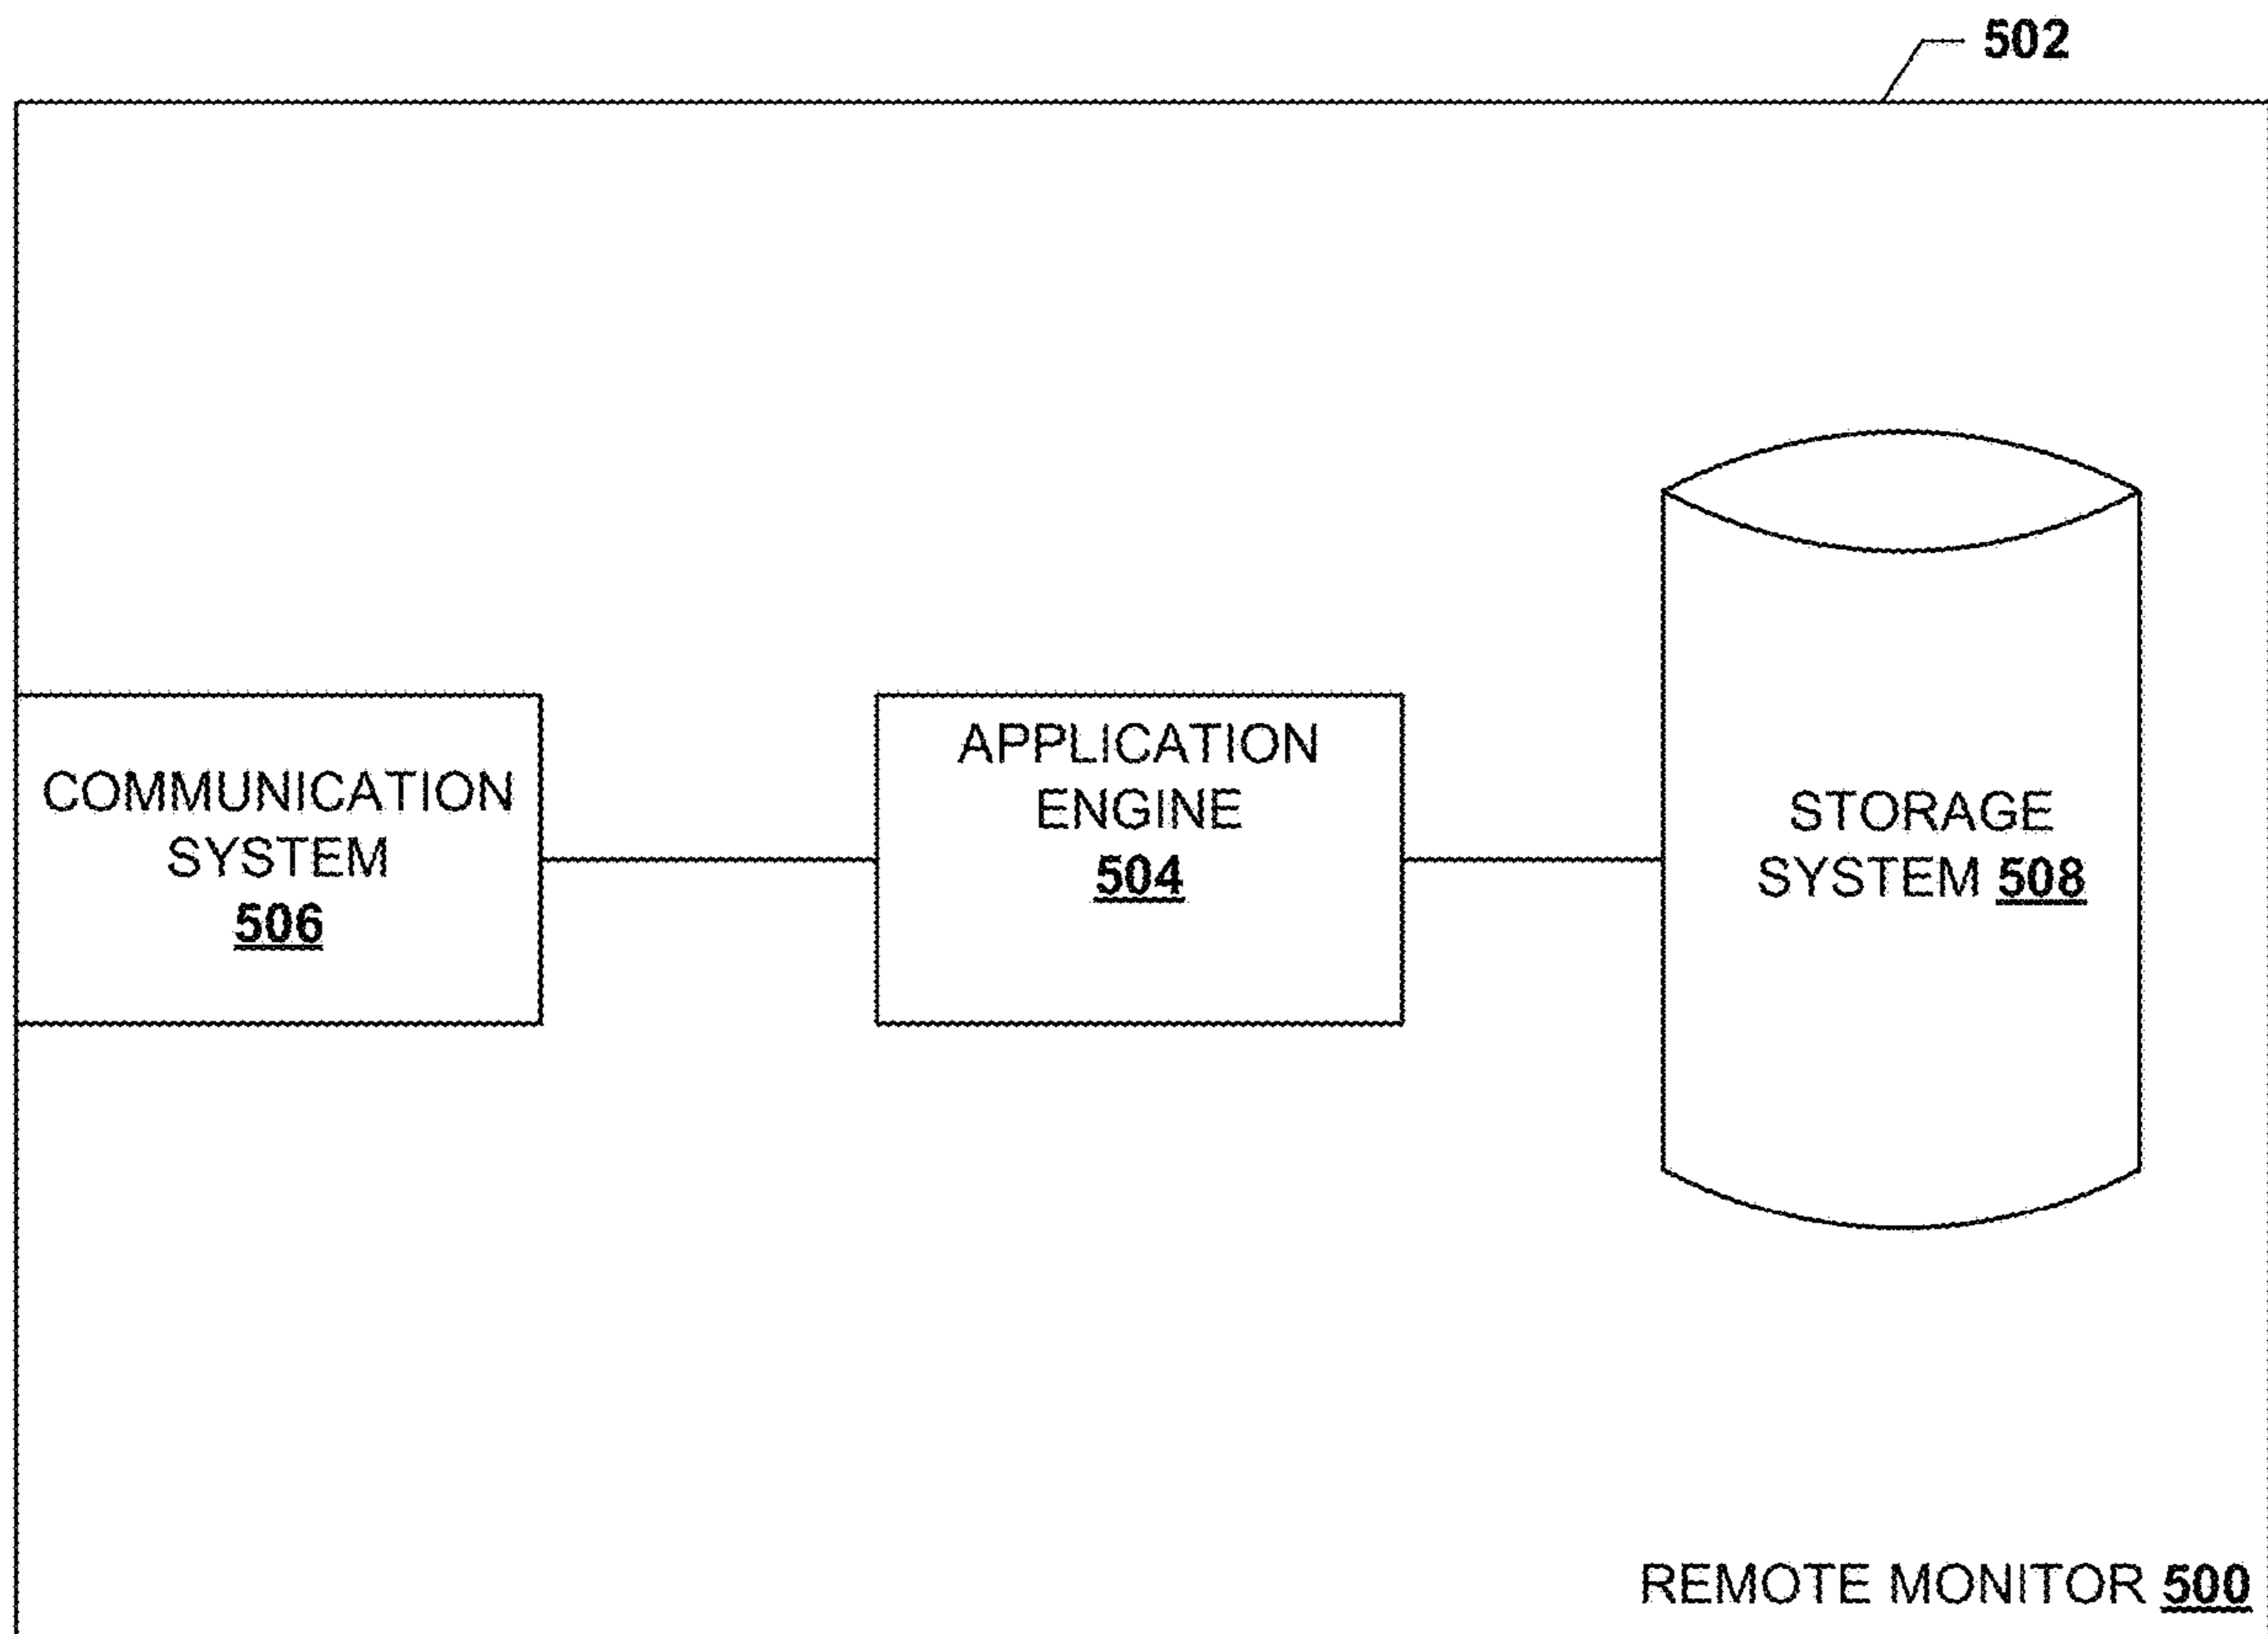 502
COMMUNICATION
SYSTEM
506
APPLICATION
ENGINE
504
STORAGE
SYSTEM 508
REMOTE MONITOR 500